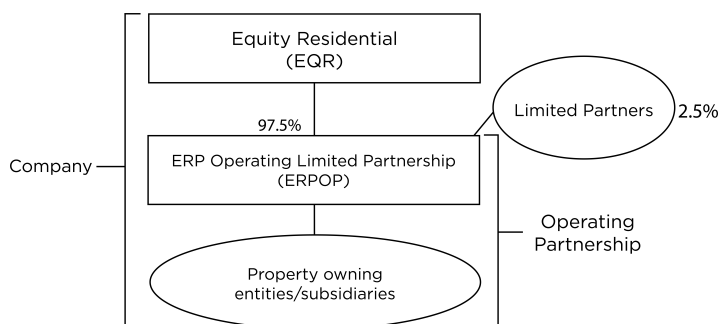 Equity Residential
(EQR)
Limited Partners
2.5%
97.5%
ERP Operating Limited Partnership
(ERPOP)
Company
Operating
Partnership
Property owning
entities/subsidiaries